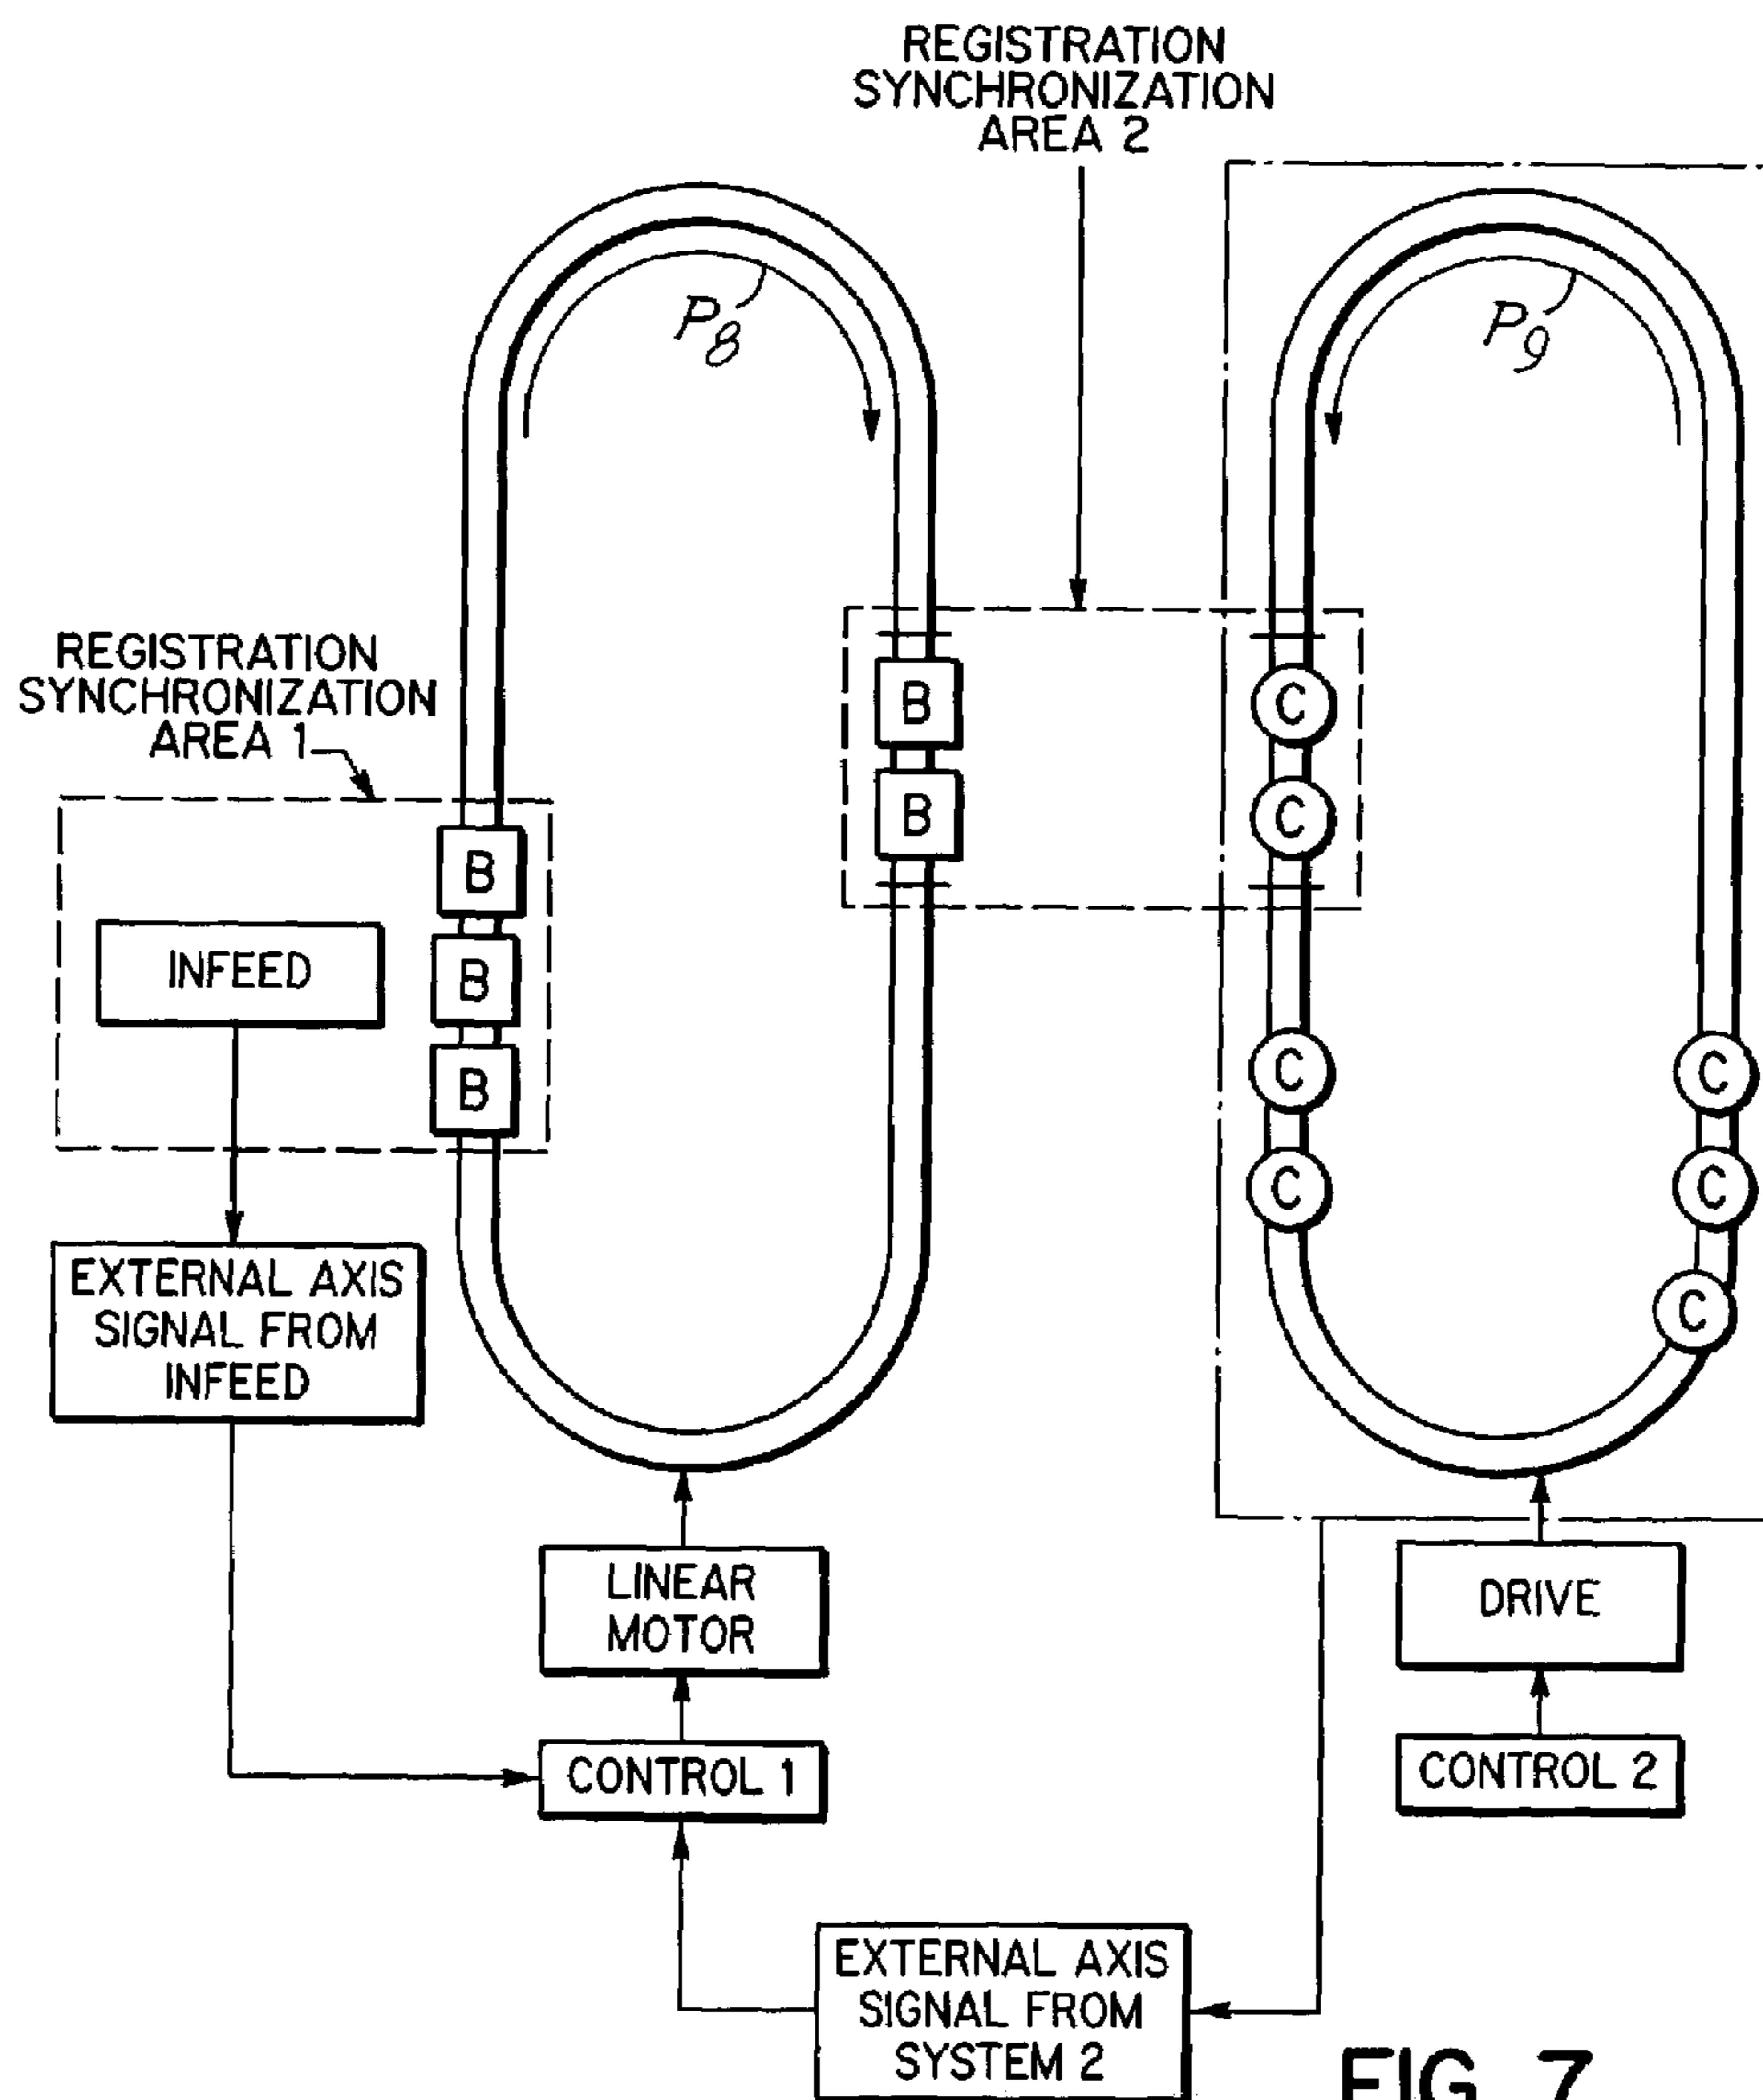 REGISTRATION
SYNCHRONIZATION
AREA 2
P8
P9
REGISTRATION
SYNCHRONIZATION
AREA 1
B
C
B
C
B
INFEED
B
B
C
C
C
C
C
EXTERNAL AXIS
SIGNAL FROM
INFEED
LINEAR
MOTOR
DRIVE
CONTROL 1
CONTROL 2
EXTERNAL AXIS
SIGNAL FROM
SYSTEM 2
FIG. 7